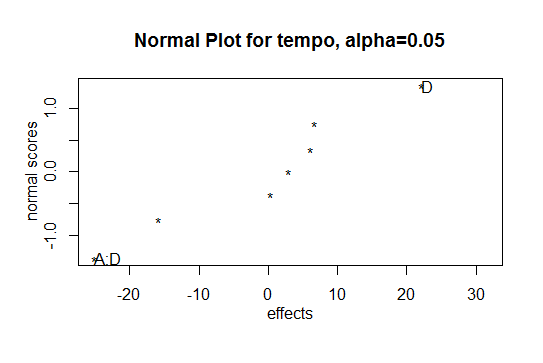 Normal Plot for tempo, alpha=0.05
D
1.0
normal scores
0.0
-1.0
A:D
-20 -10 0 10 20 30
effects